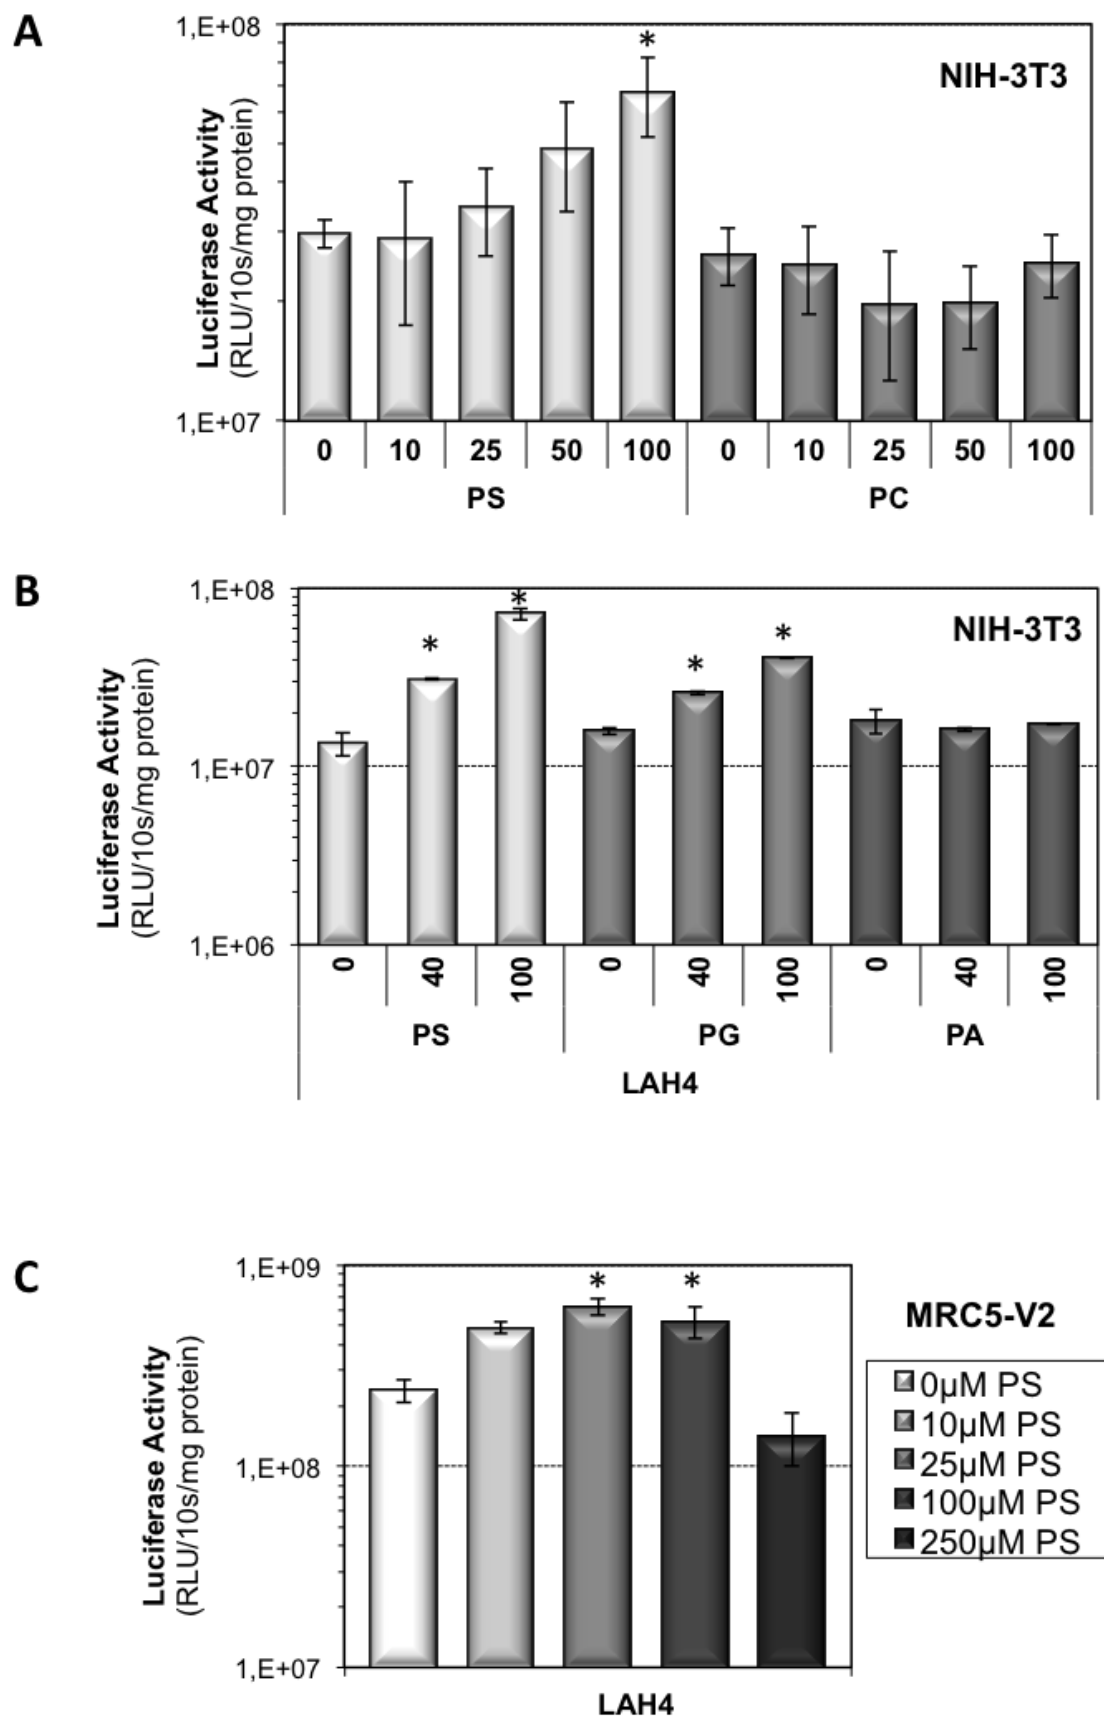 A
1,E+08
*
NIH-3T3
Luciferase Activity
(RLU/10s/mg protein)
1,E+07
0 10 25 50 100 0 10 25 50 100
PS PC
B
1,E+08
* * * *
NIH-3T3
Luciferase Activity
(RLU/10s/mg protein)
1,E+07
1,E+06
0 40 100 0 40 100 0 40 100
PS PG PA
LAH4
C
1,E+09
* *
MRC5-V2
Luciferase Activity
(RLU/10s/mg protein)
0µM PS
10µM PS
25µM PS
100µM PS
250µM PS
1,E+08
1,E+07
LAH4